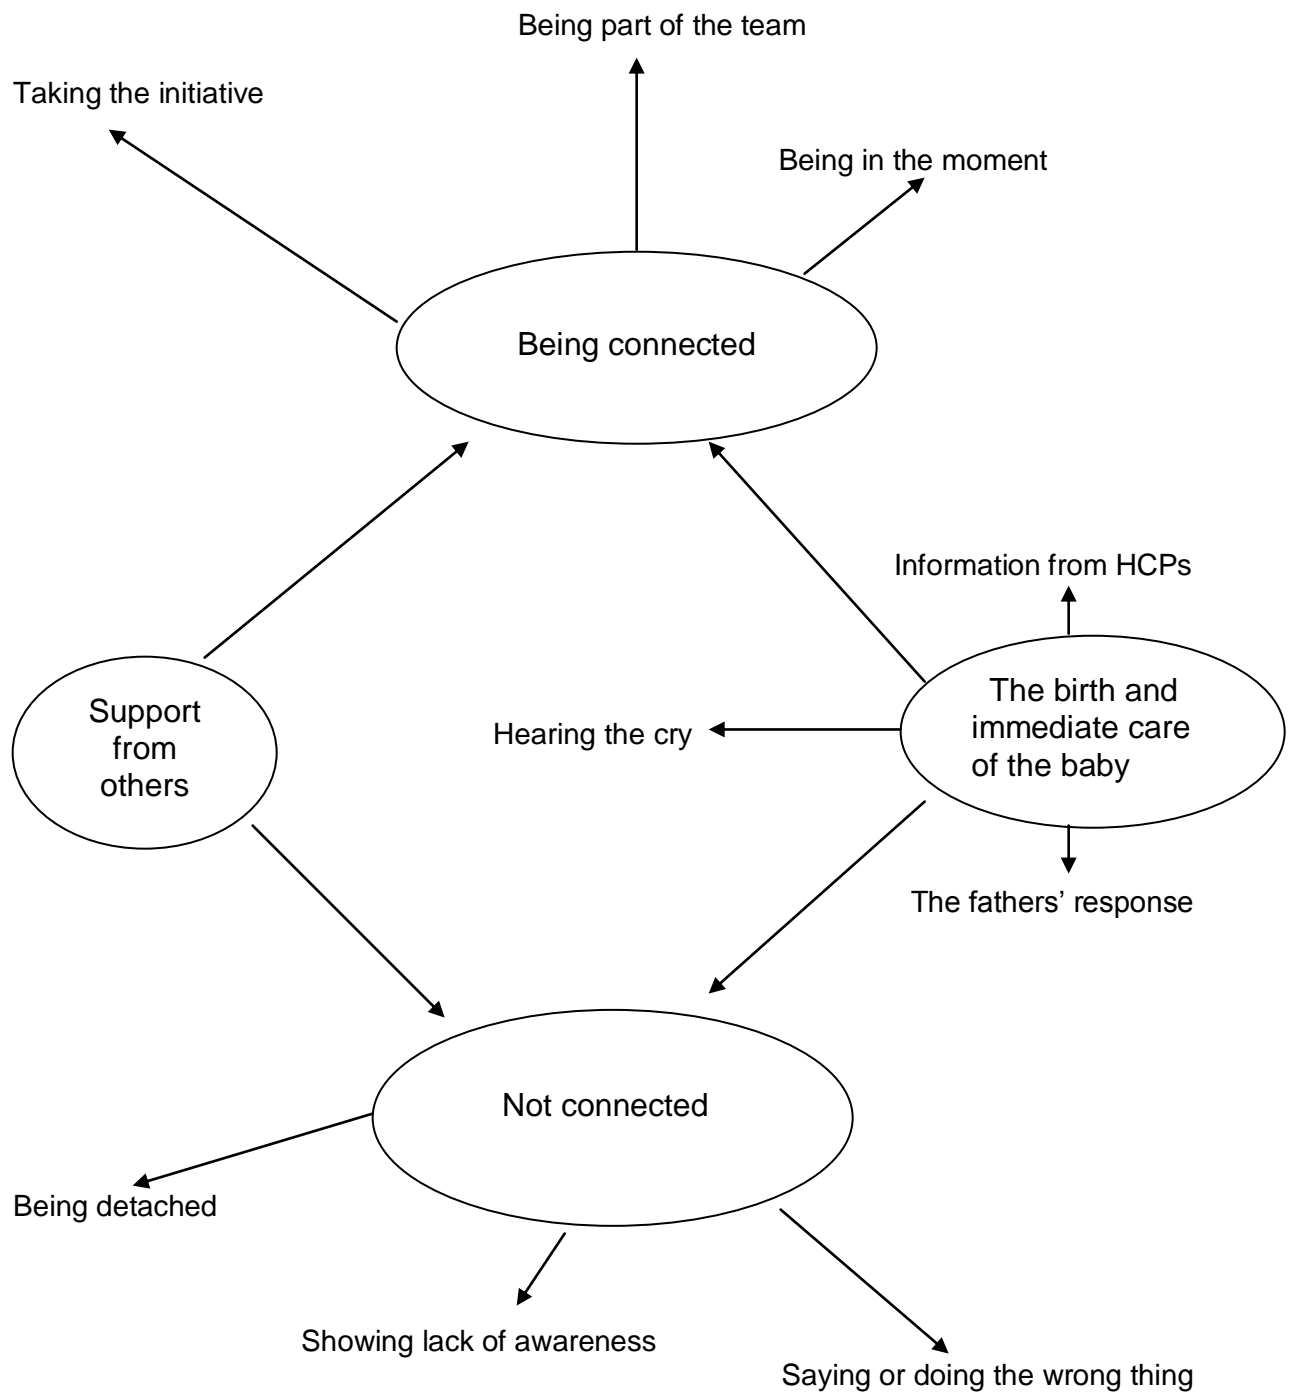 Being part of the team
Taking the initiative
Being in the moment
Being connected
Information from HCPs
Support
from
others
The birth and
immediate care
of the baby
Hearing the cry
The fathers’ response
Not connected
Being detached
Showing lack of awareness
Saying or doing the wrong thing